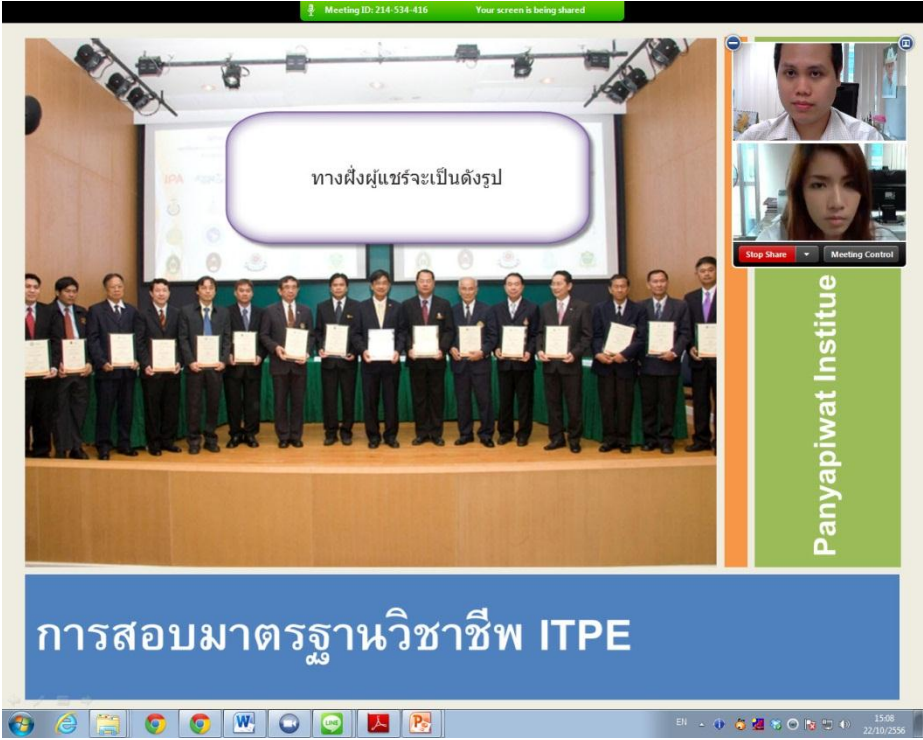 Meeting ID: 214-534-416 Your screen is being shared
ทางฝั่งผู้แชร์จะเป็นดังรูป
IPA
API
Stop Share
Meeting Control
Panyapiwat Institue
การสอบมาตรฐานวิชาชีพ ITPE
EN
15:08
22/10/2556